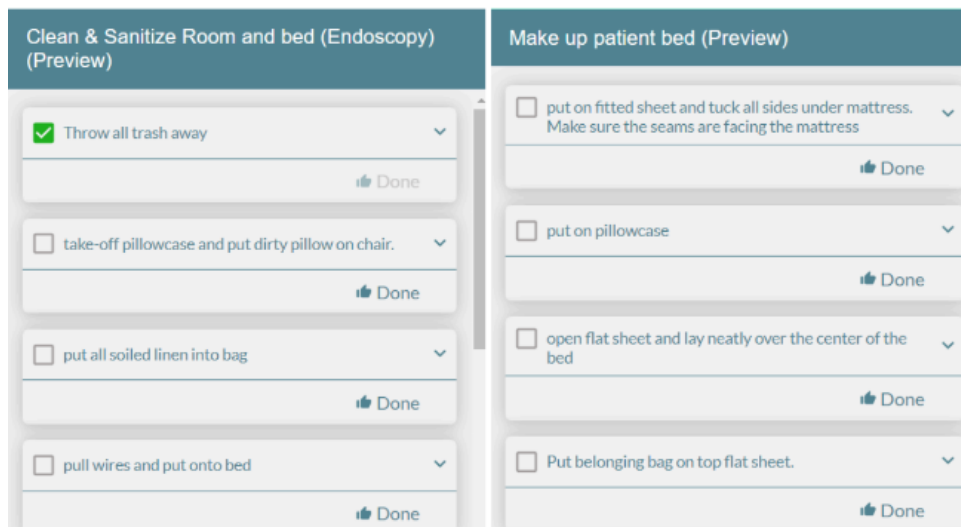 Clean & Sanitize Room and bed (Endoscopy)
(Preview)
Throw all trash away
Done
take-off pillowcase and put dirty pillow on chair.
Done
put all soiled linen into bag
Done
pull wires and put onto bed
Done
Make up patient bed (Preview)
put on fitted sheet and tuck all sides under mattress.
Make sure the seams are facing the mattress
Done
put on pillowcase
Done
open flat sheet and lay neatly over the center of the
bed
Done
Put belonging bag on top flat sheet.
Done